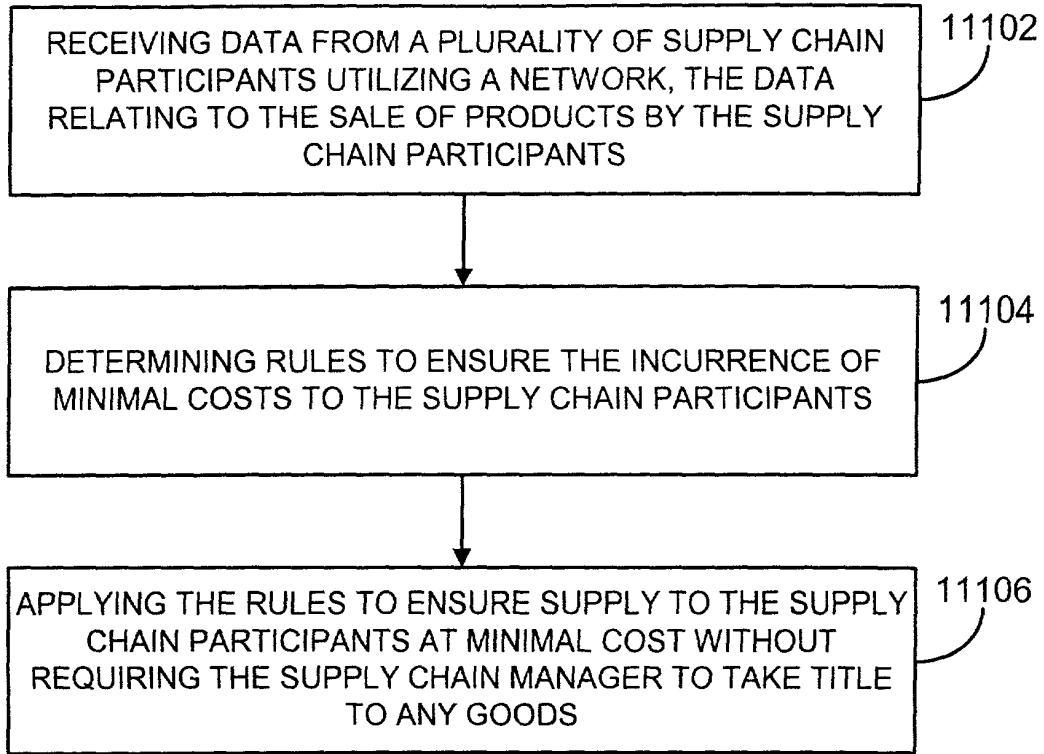 RECEIVING DATA FROM A PLURALITY OF SUPPLY CHAIN
PARTICIPANTS UTILIZING A NETWORK, THE DATA
RELATING TO THE SALE OF PRODUCTS BY THE SUPPLY
CHAIN PARTICIPANTS
11102
DETERMINING RULES TO ENSURE THE INCURRENCE OF
MINIMAL COSTS TO THE SUPPLY CHAIN PARTICIPANTS
11104
APPLYING THE RULES TO ENSURE SUPPLY TO THE SUPPLY
CHAIN PARTICIPANTS AT MINIMAL COST WITHOUT
REQUIRING THE SUPPLY CHAIN MANAGER TO TAKE TITLE
TO ANY GOODS
11106